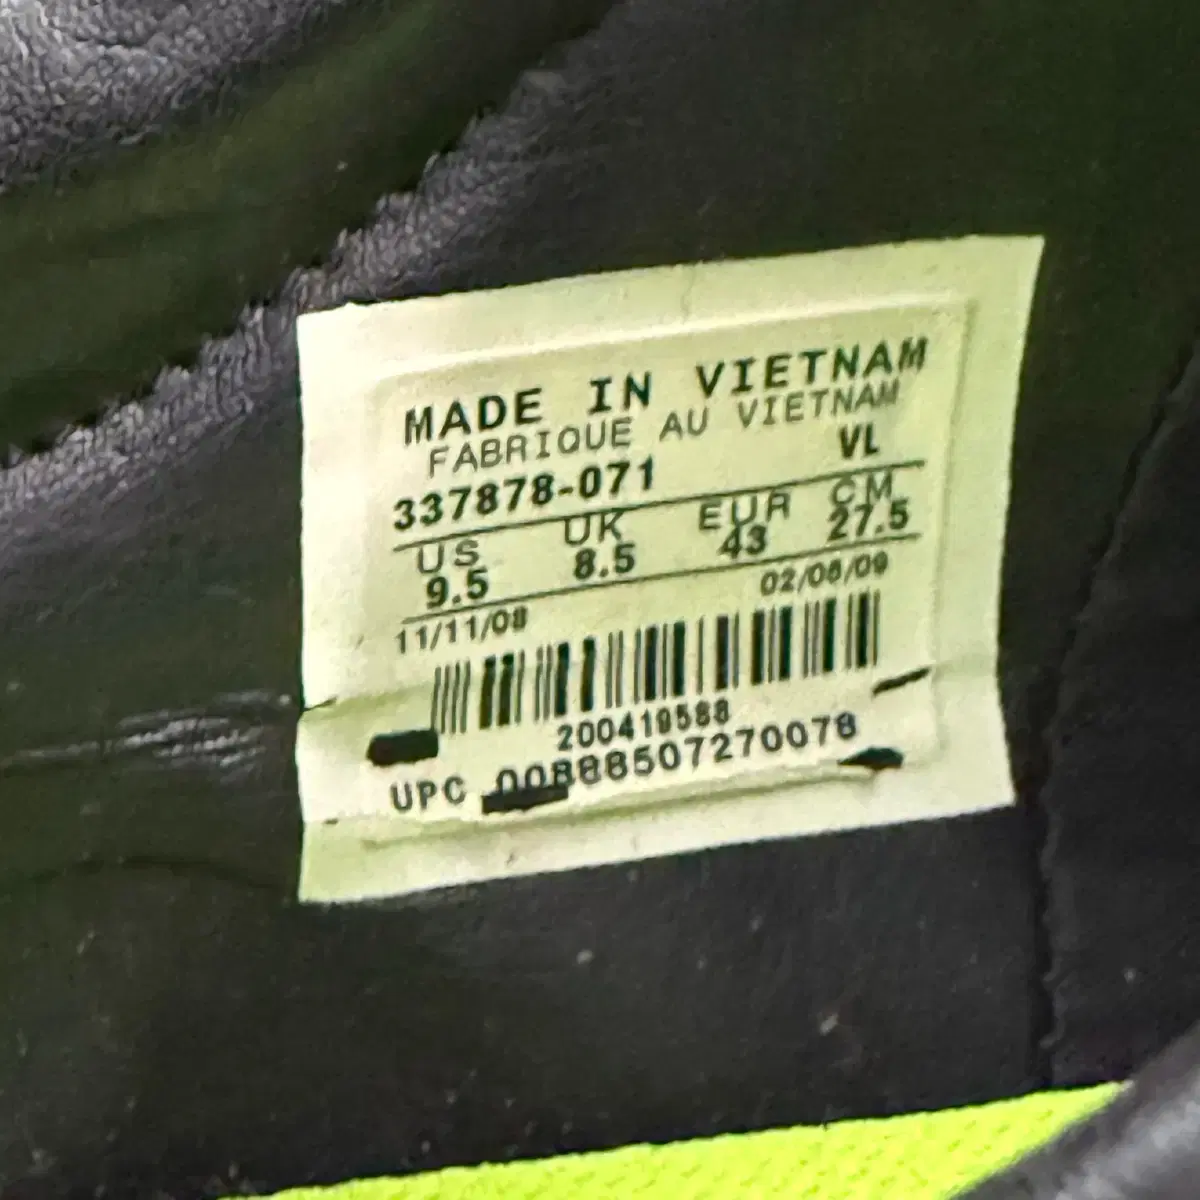 MADE IN VIETNAM
FABRIQUE AU VIETNAM
337878-071 VL
US UK EUR CM
9.5 8.5 43 27.5
11/11/08 02/06/09
200419588
UPC 00888507270078